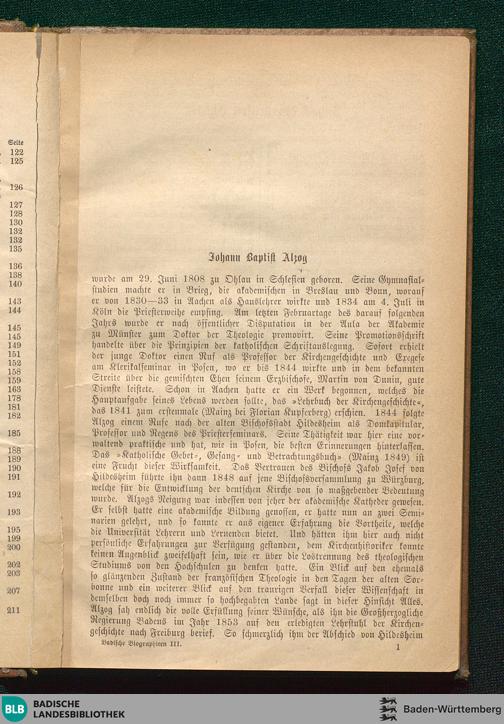 Seite
122
125
126
127
128
130
132
132
135
136
138
140
143
144
145
145
149
151
152
158
159
163
178
181
182
185
188
189
190
191
192
193
195
199
200
202
203
207
211
Johann Baptist Alzog
wurde am 29. Juni 1808 zu Ohlau in Schlesien geboren. Seine Gymnasial-
studien machte er in Brieg, die akademischen in Breslau und Bonn, worauf
er von 1830—33 in Aachen als Hauslehrer wirkte und 1834 am 4. Juli in
Köln die Priesterweihe empfing. Am letzten Februartage des darauf folgenden
Jahrs wurde er nach öffentlicher Disputation in der Aula der Akademie
zu Münster zum Doktor der Theologie promovirt. Seine Promotionsschrift
handelte über die Prinzipien der katholischen Schriftauslegung. Sofort erhielt
der junge Doktor einen Ruf als Professor der Kirchengeschichte und Exegese
am Klerikalseminar in Posen, wo er bis 1844 wirkte und in dem bekannten
Streite über die gemischten Ehen seinem Erzbischofe, Martin von Dunin, gute
Dienste leistete. Schon in Aachen hatte er ein Werk begonnen, welches die
Hauptaufgabe seines Lebens werden sollte, das »Lehrbuch der Kirchengeschichte«,
das 1841 zum erstenmale (Mainz bei Florian Kupferberg) erschien. 1844 folgte
Alzog einem Rufe nach der alten Bischofsstadt Hildesheim als Domkapitular,
Professor und Regens des Priesterseminars. Seine Thätigkeit war hier eine vor-
waltend praktische und hat, wie in Posen, die besten Erinnerungen hinterlassen.
Das »Katholische Gebet-, Gesang- und Betrachtungsbuch« (Mainz 1849) ist
eine Frucht dieser Wirksamkeit. Das Vertrauen des Bischofs Jakob Josef von
Hildesheim führte ihn dann 1848 auf jene Bischofsversammlung zu Würzburg,
welche für die Entwicklung der deutschen Kirche von so maßgebender Bedeutung
wurde. Alzogs Neigung war indessen von jeher der akademische Katheder gewesen.
Er selbst hatte eine akademische Bildung genossen, er hatte nun an zwei Semi-
narien gelehrt, und so kannte er aus eigener Erfahrung die Vortheile, welche
die Universität Lehrern und Lernenden bietet. Und hätten ihm hier auch nicht
persönliche Erfahrungen zur Verfügung gestanden, dem Kirchenhistoriker konnte
keinen Augenblick zweifelhaft sein, wie er über die Lostrennung des theologischen
Studiums von den Hochschulen zu denken hatte. Ein Blick auf den ehemals
so glänzenden Zustand der französischen Theologie in den Tagen der alten Sor-
bonne und ein weiterer Blick auf den traurigen Verfall dieser Wissenschaft in
demselben doch noch immer so hochbegabten Lande sagt in dieser Hinsicht Alles.
Alzog sah endlich die volle Erfüllung seiner Wünsche, als ihn die Großherzogliche
Regierung Badens im Jahr 1853 auf den erledigten Lehrstuhl der Kirchen-
geschichte nach Freiburg berief. So schmerzlich ihm der Abschied von Hildesheim
Badische Biographieen III. 1
BLB BADISCHE
LANDESBIBLIOTHEK
Baden-Württemberg